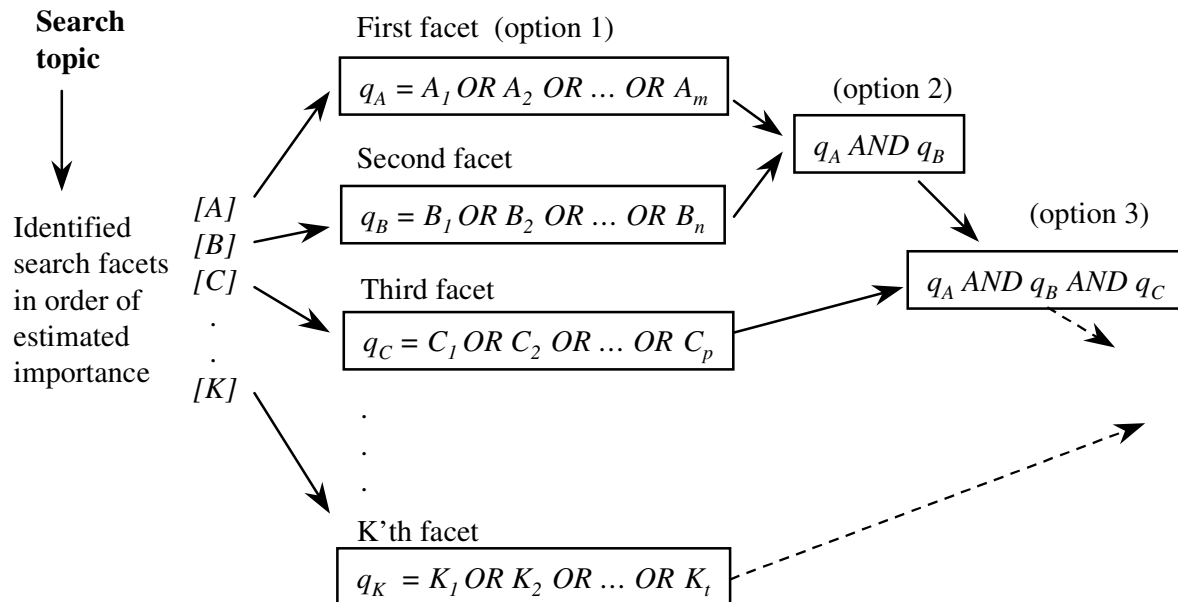 Search
topic
Identified
search facets
in order of
estimated
importance
[A]
[B]
[C]
.
.
[K]
First facet (option 1)
q_A = A_1 OR A_2 OR … OR A_m
Second facet
q_B = B_1 OR B_2 OR … OR B_n
Third facet
q_C = C_1 OR C_2 OR … OR C_p
.
.
.
K’th facet
q_K = K_1 OR K_2 OR … OR K_t
(option 2)
q_A AND q_B
(option 3)
q_A AND q_B AND q_C